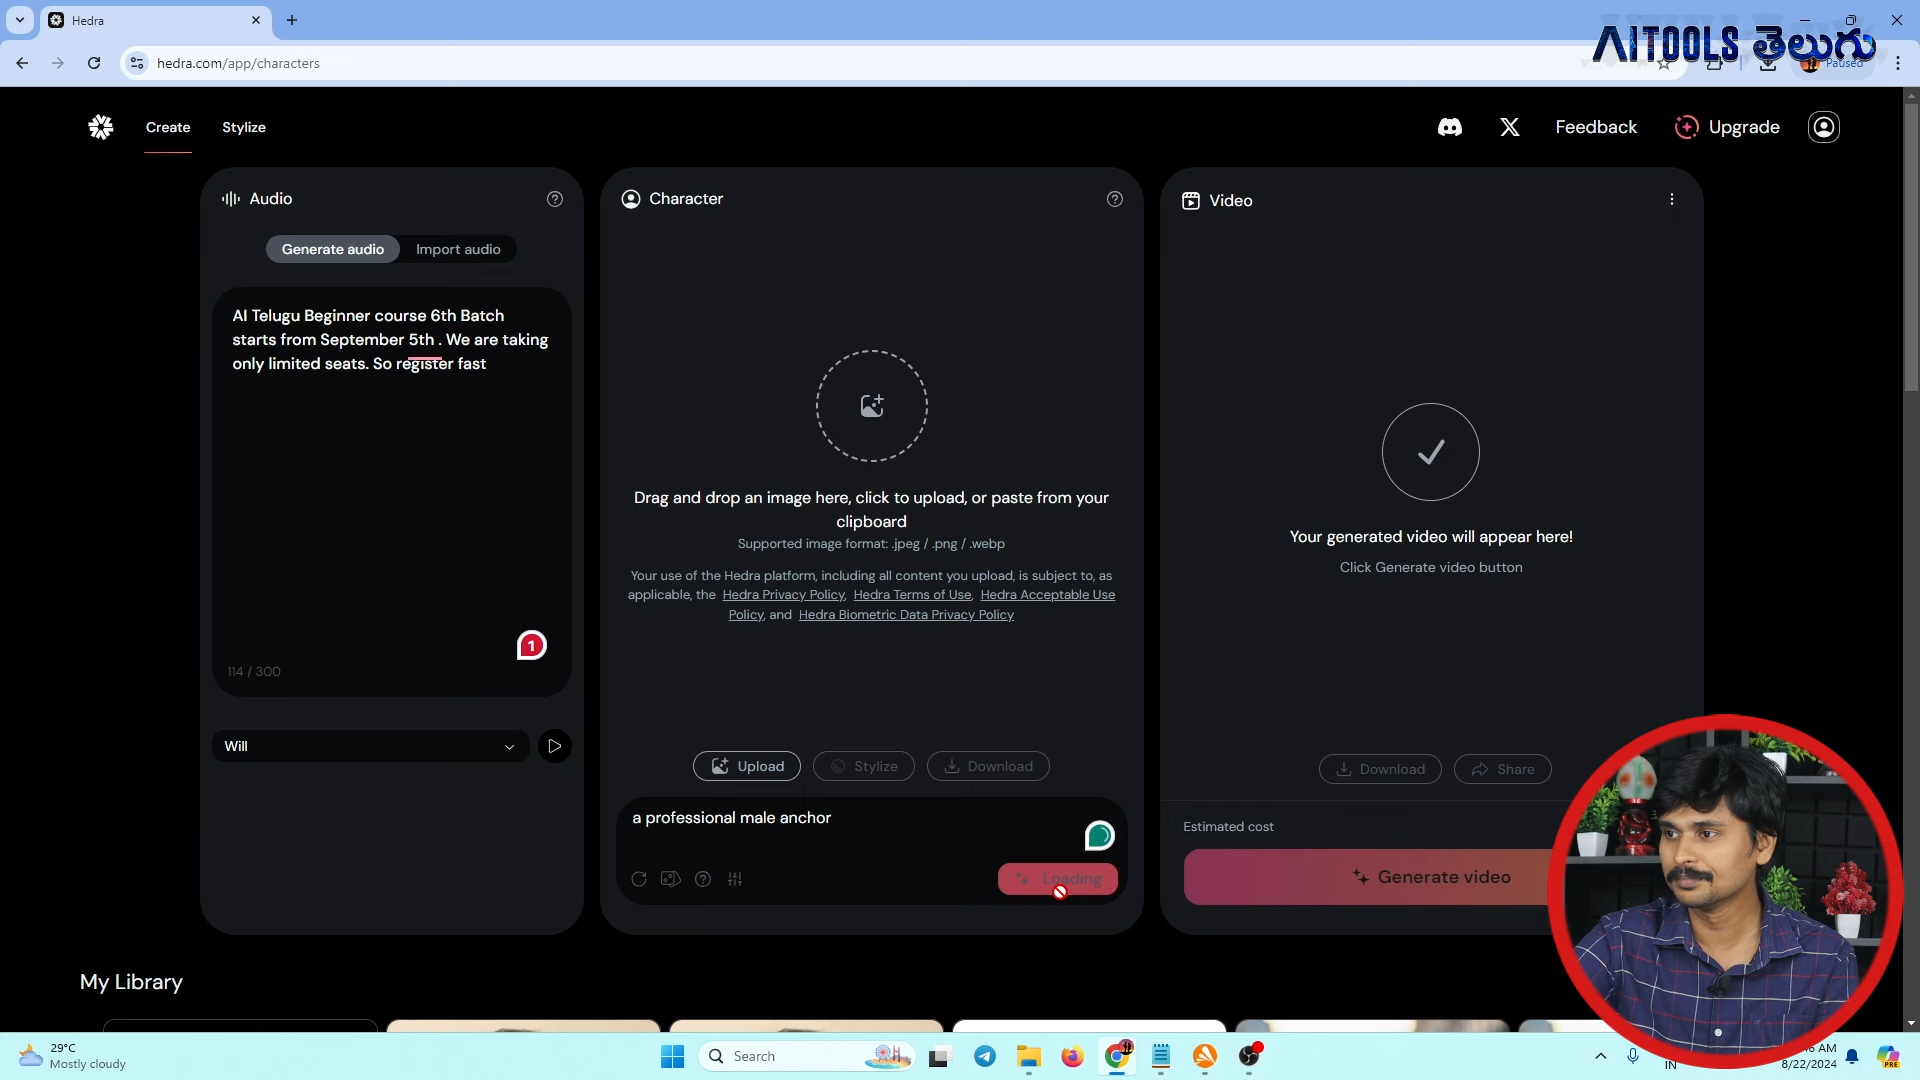 Hedra
AITOOLS తెలుగు
hedra.com/app/characters
Paused
Create
Stylize
Feedback
Upgrade
Audio
Generate audio
Import audio
AI Telugu Beginner course 6th Batch
starts from September 5th . We are taking
only limited seats. So register fast
1
114 / 300
Will
Character
Drag and drop an image here, click to upload, or paste from your
clipboard
Supported image format: .jpeg / .png / .webp
Your use of the Hedra platform, including all content you upload, is subject to, as
applicable, the Hedra Privacy Policy, Hedra Terms of Use, Hedra Acceptable Use
Policy, and Hedra Biometric Data Privacy Policy
Upload
Stylize
Download
a professional male anchor
Loading
Video
Your generated video will appear here!
Click Generate video button
Download
Share
Estimated cost
Generate video
My Library
29°C
Mostly cloudy
Search
IN
AM
8/22/2024
PRE